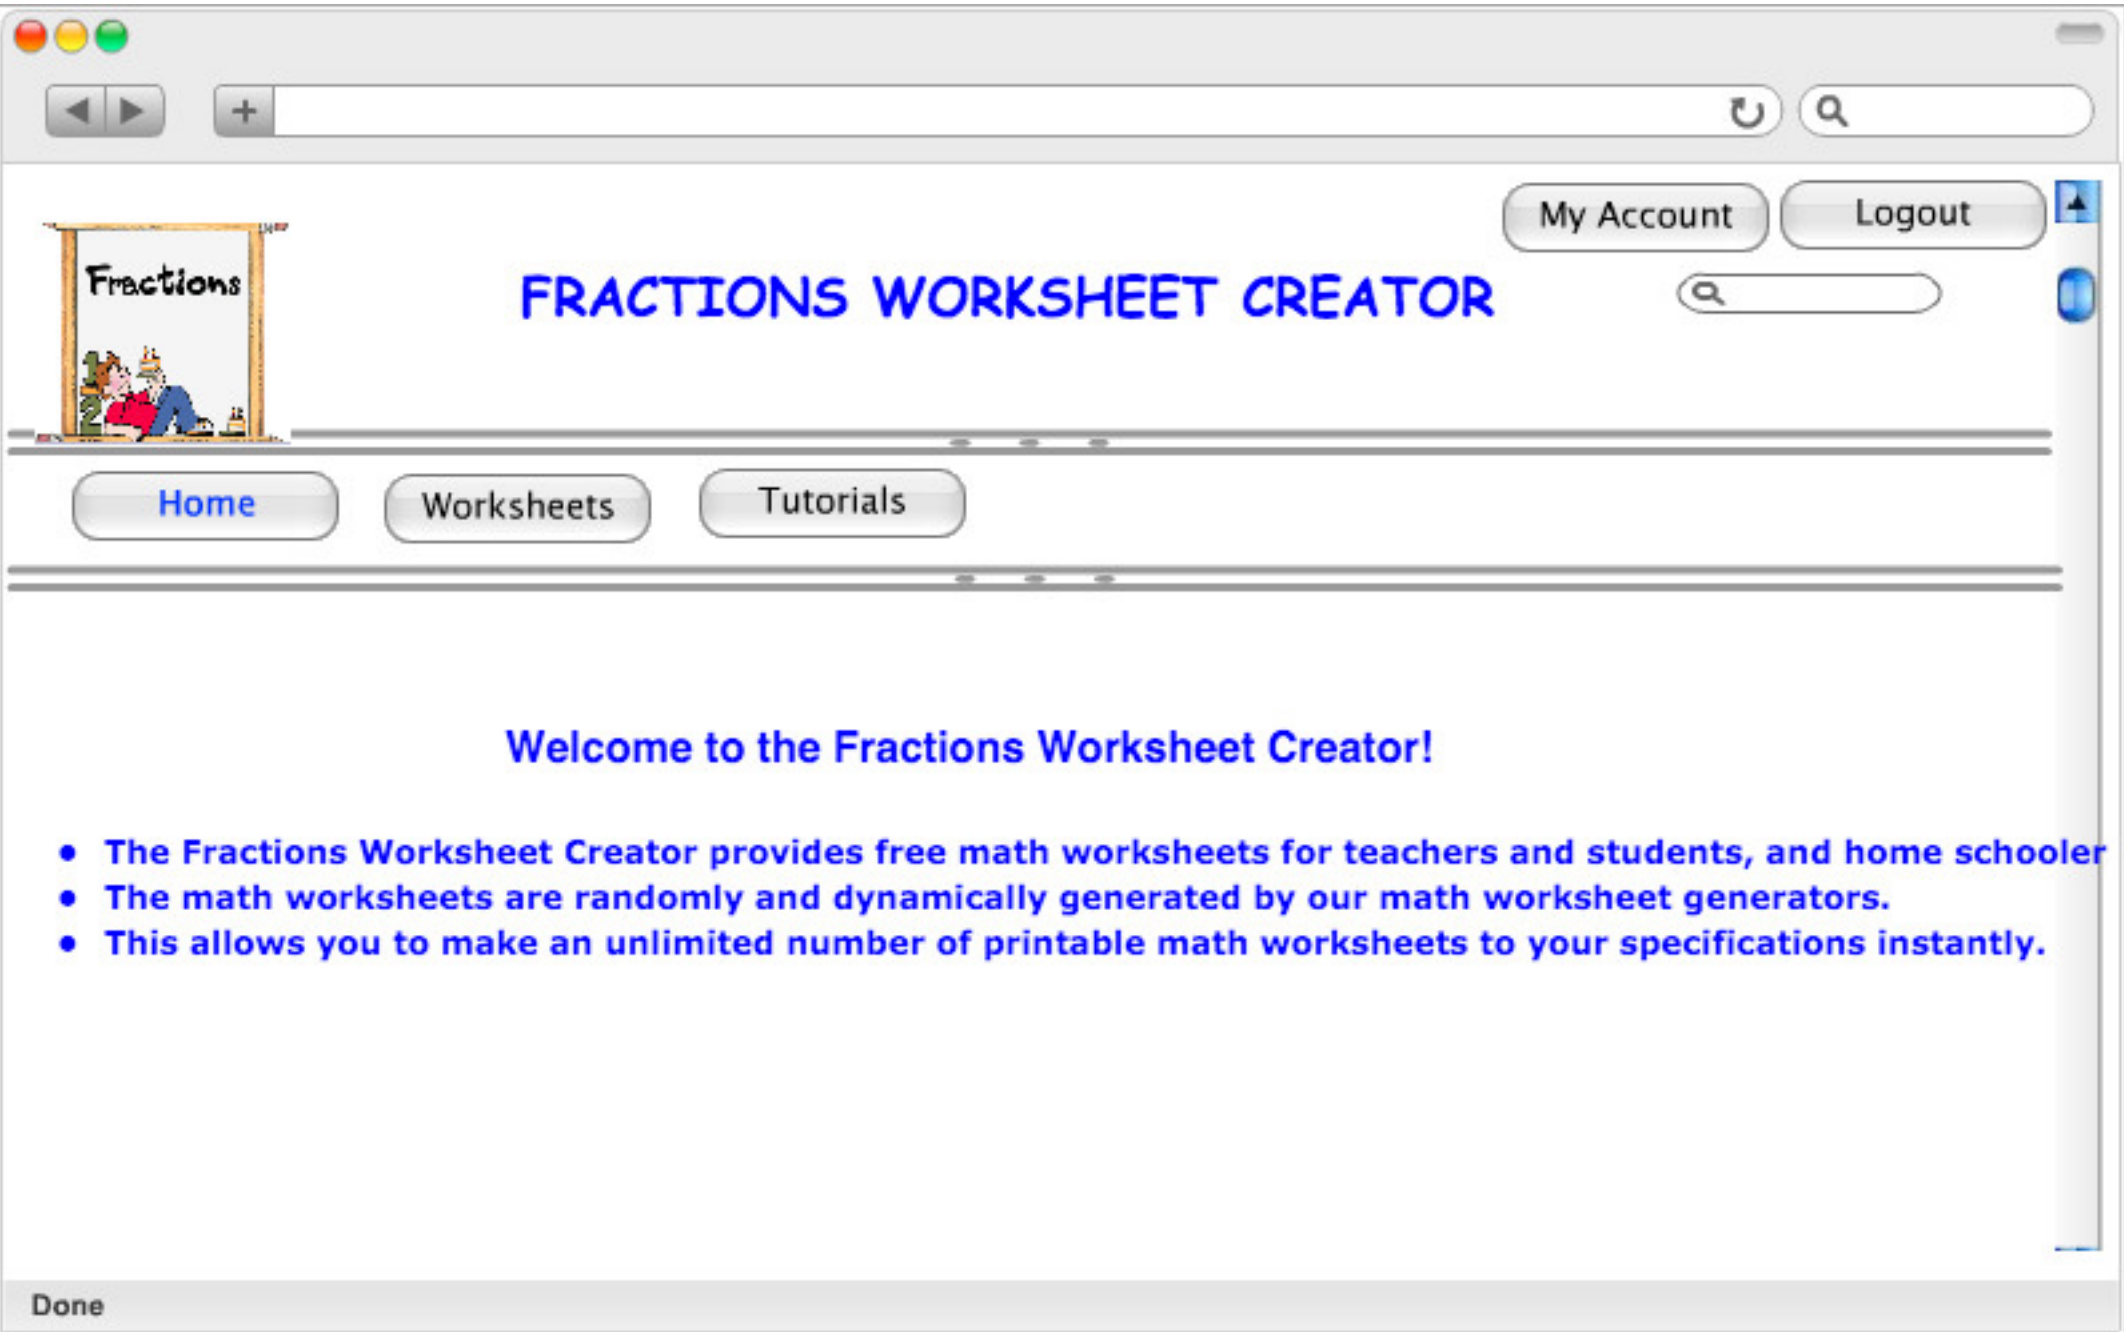 My Account
Logout
Fractions
FRACTIONS WORKSHEET CREATOR
1
2
Home
Worksheets
Tutorials
Welcome to the Fractions Worksheet Creator!
• The Fractions Worksheet Creator provides free math worksheets for teachers and students, and home schooler
• The math worksheets are randomly and dynamically generated by our math worksheet generators.
• This allows you to make an unlimited number of printable math worksheets to your specifications instantly.
Done